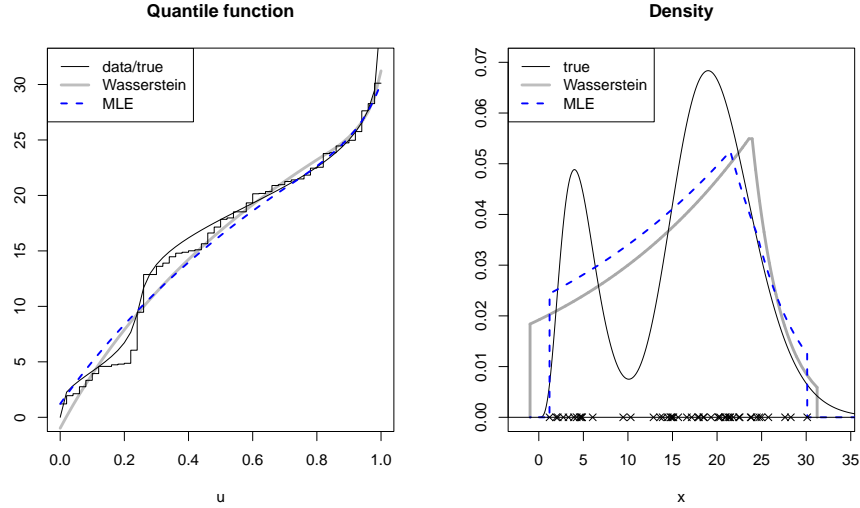 Quantile function
data/true
Wasserstein
MLE
0
5
10
15
20
25
30
0.0 0.2 0.4 0.6 0.8 1.0
u
Density
true
Wasserstein
MLE
0.00
0.01
0.02
0.03
0.04
0.05
0.06
0.07
0 5 10 15 20 25 30 35
x